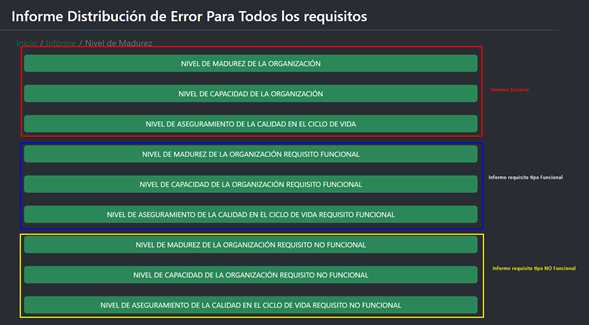 Informe Distribución de Error Para Todos los requisitos
Inicio / Informe / Nivel de Madurez
NIVEL DE MADUREZ DE LA ORGANIZACIÓN
NIVEL DE CAPACIDAD DE LA ORGANIZACIÓN
Informe General
NIVEL DE ASEGURAMIENTO DE LA CALIDAD EN EL CICLO DE VIDA
NIVEL DE MADUREZ DE LA ORGANIZACIÓN REQUISITO FUNCIONAL
NIVEL DE CAPACIDAD DE LA ORGANIZACIÓN REQUISITO FUNCIONAL
Informe requisito tipo Funcional
NIVEL DE ASEGURAMIENTO DE LA CALIDAD EN EL CICLO DE VIDA REQUISITO FUNCIONAL
NIVEL DE MADUREZ DE LA ORGANIZACIÓN REQUISITO NO FUNCIONAL
NIVEL DE CAPACIDAD DE LA ORGANIZACIÓN REQUISITO NO FUNCIONAL
Informe requisito tipo NO Funcional
NIVEL DE ASEGURAMIENTO DE LA CALIDAD EN EL CICLO DE VIDA REQUISITO NO FUNCIONAL